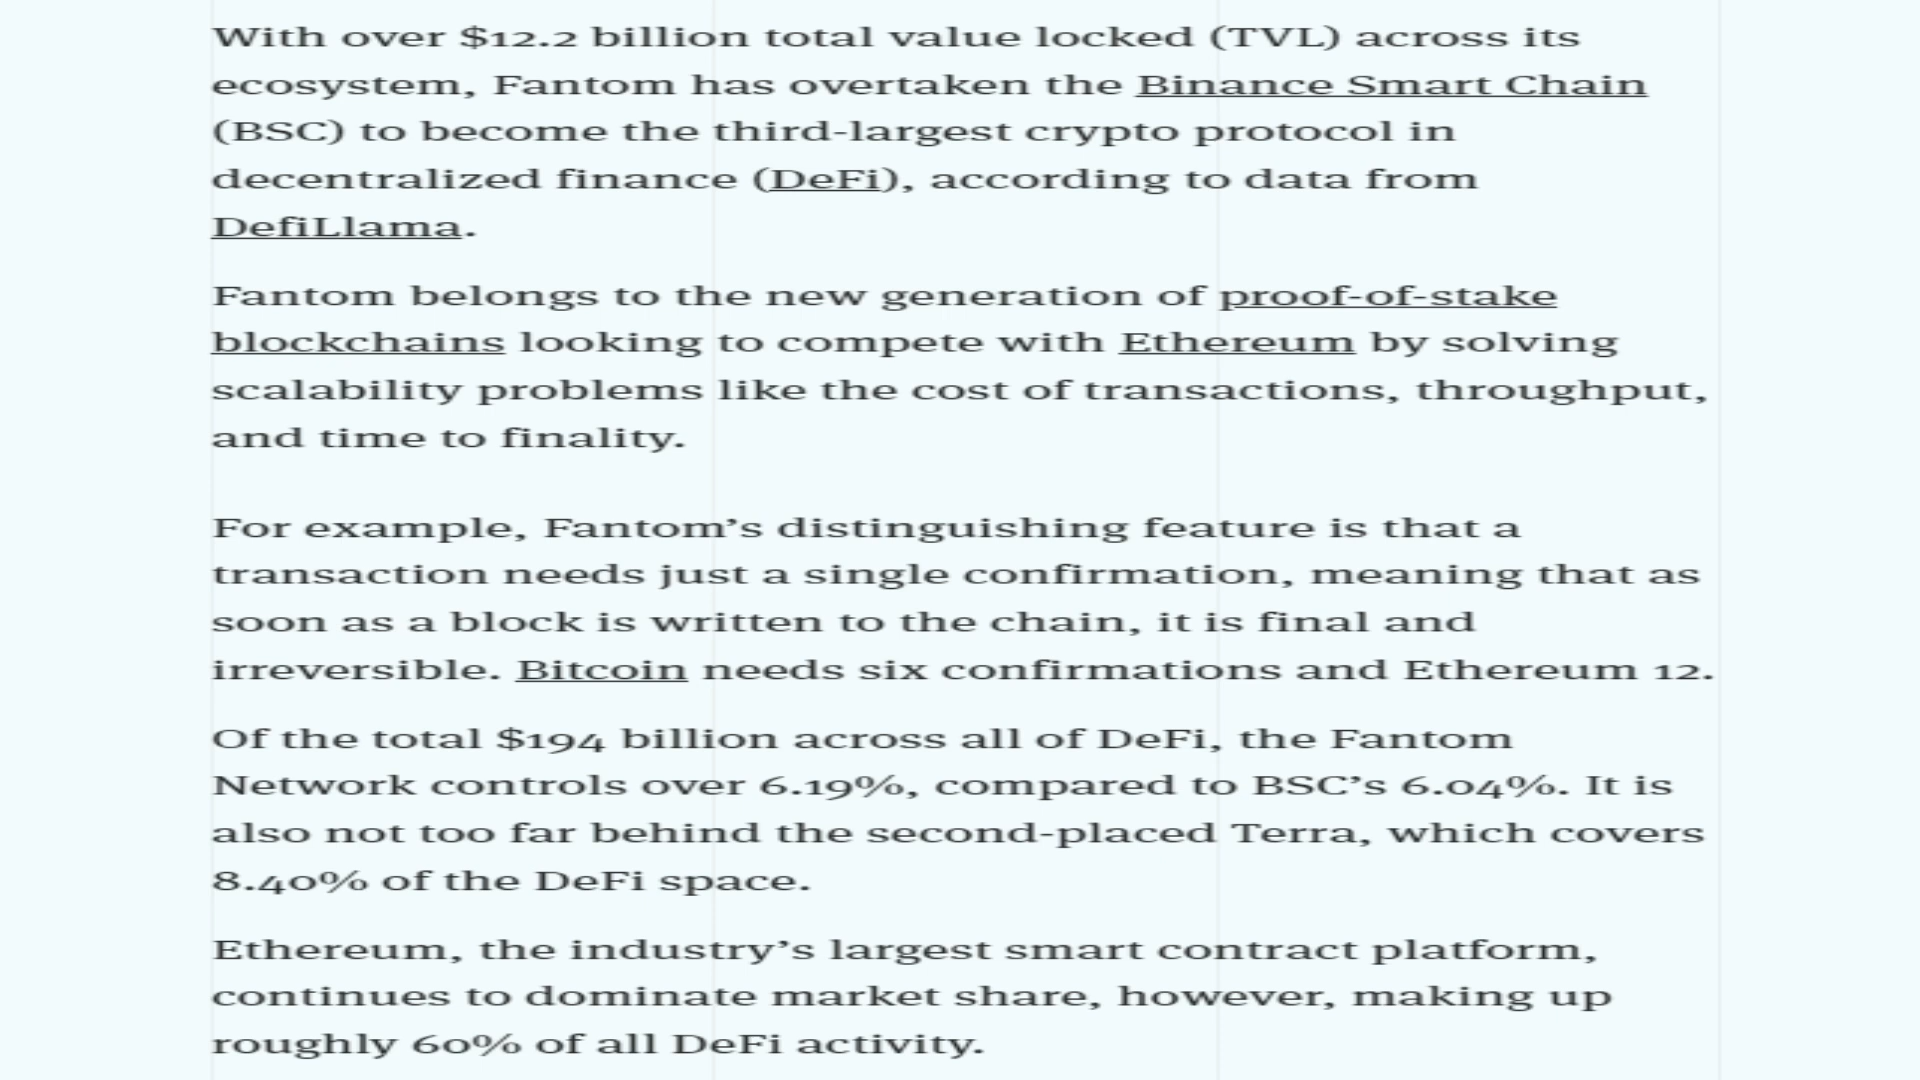 With over $12.2 billion total value locked (TVL) across its
ecosystem, Fantom has overtaken the Binance Smart Chain
(BSC) to become the third-largest crypto protocol in
decentralized finance (DeFi), according to data from
DefiLlama.
Fantom belongs to the new generation of proof-of-stake
blockchains looking to compete with Ethereum by solving
scalability problems like the cost of transactions, throughput,
and time to finality.
For example, Fantom’s distinguishing feature is that a
transaction needs just a single confirmation, meaning that as
soon as a block is written to the chain, it is final and
irreversible. Bitcoin needs six confirmations and Ethereum 12.
Of the total $194 billion across all of DeFi, the Fantom
Network controls over 6.19%, compared to BSC’s 6.04%. It is
also not too far behind the second-placed Terra, which covers
8.40% of the DeFi space.
Ethereum, the industry’s largest smart contract platform,
continues to dominate market share, however, making up
roughly 60% of all DeFi activity.